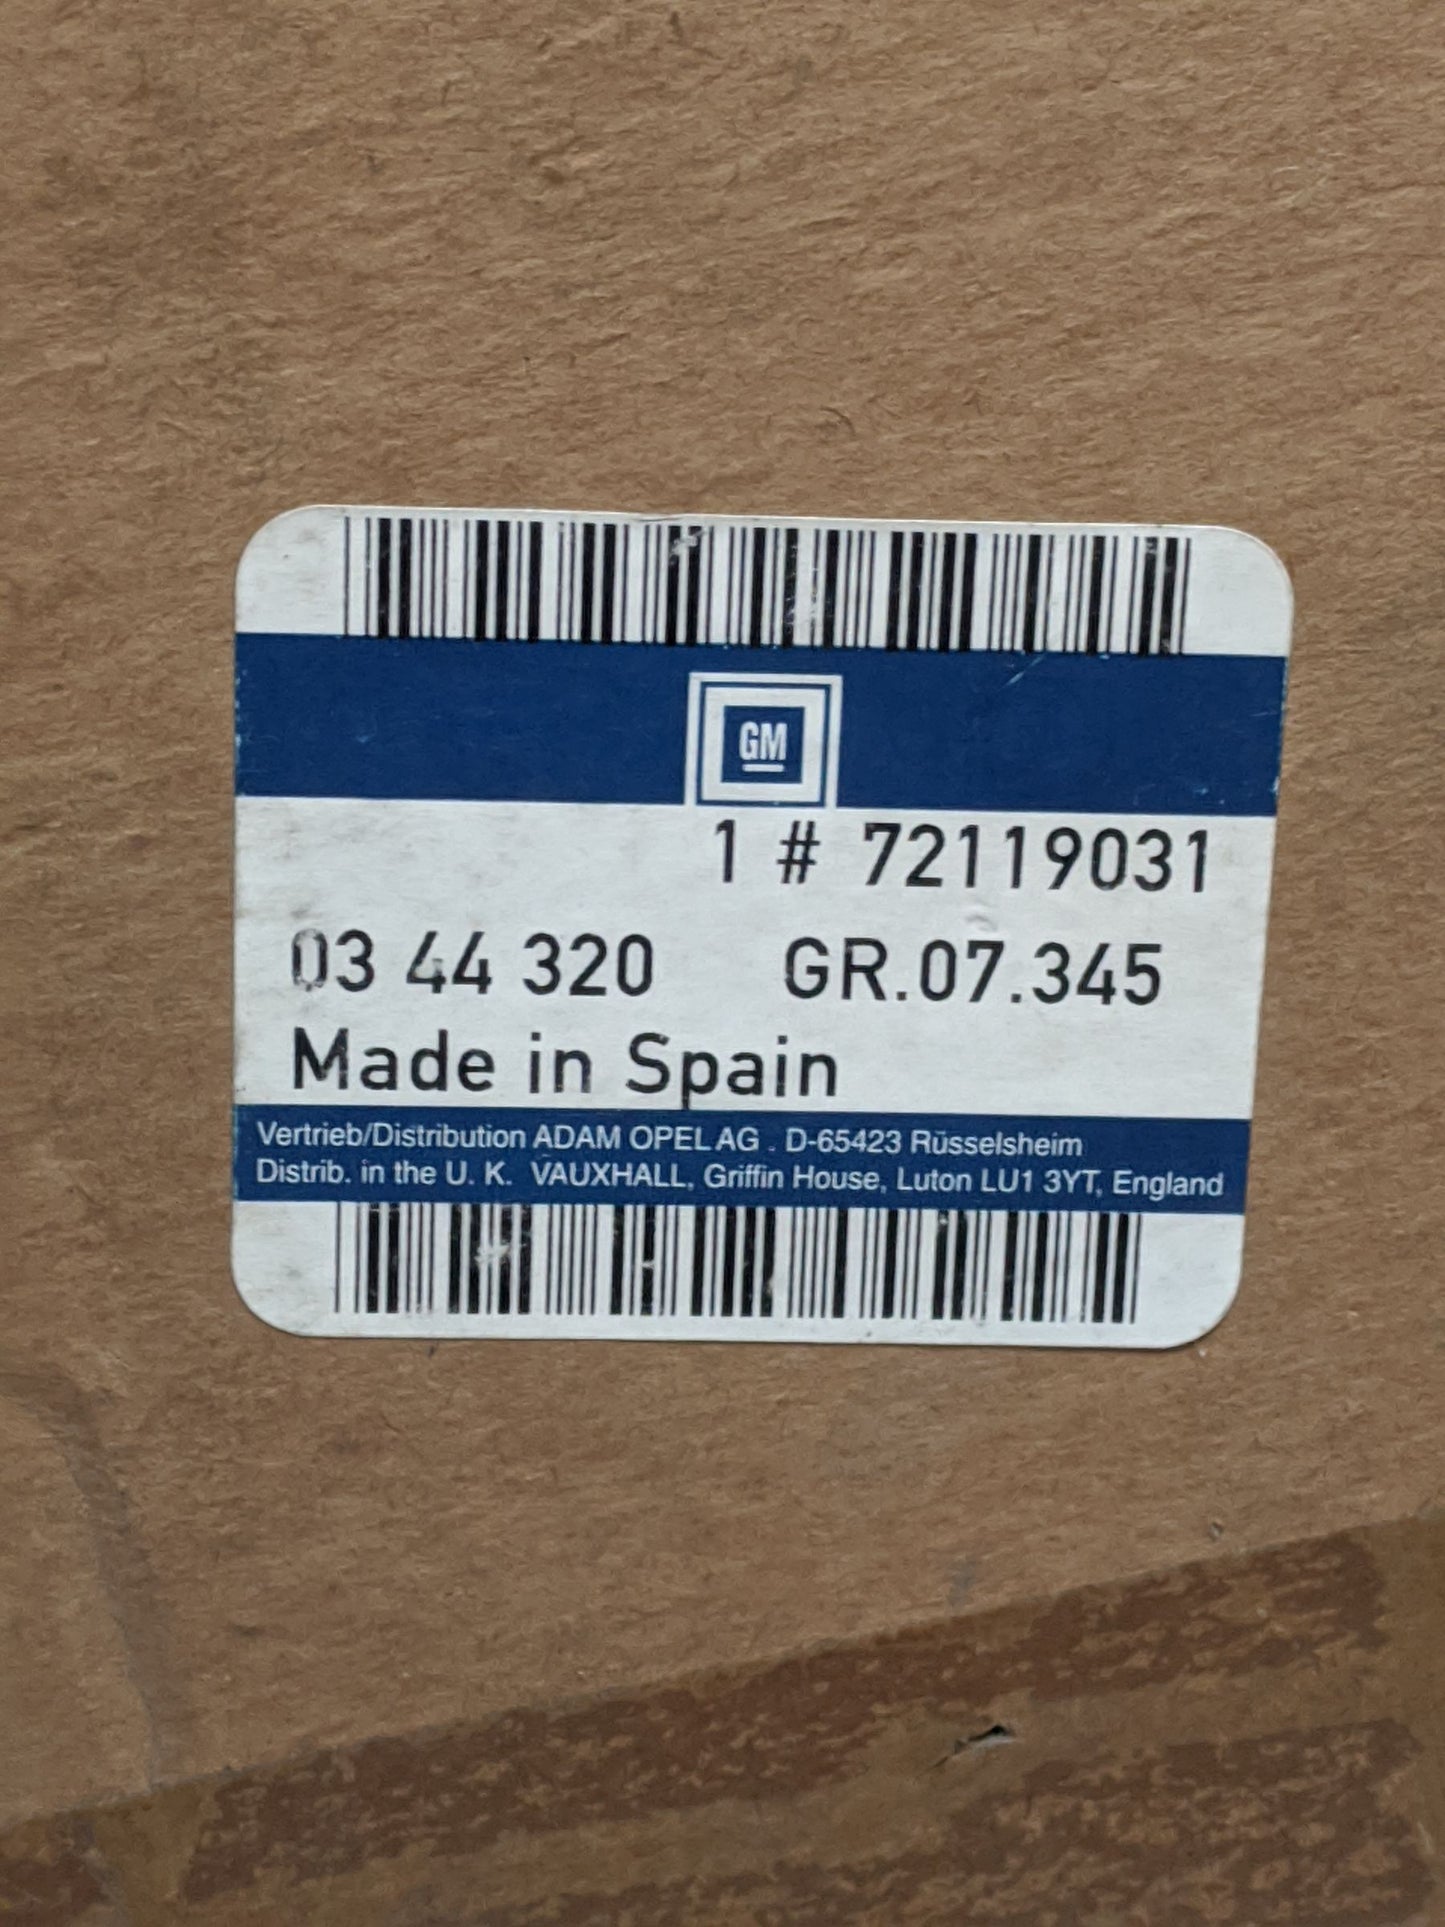 GM
1 # 72119031
03 44 320 GR.07.345
Made in Spain
Vertrieb/Distribution ADAM OPEL AG . D-65423 Rüsselsheim
Distrib. in the U. K. VAUXHALL, Griffin House, Luton LU1 3YT, England